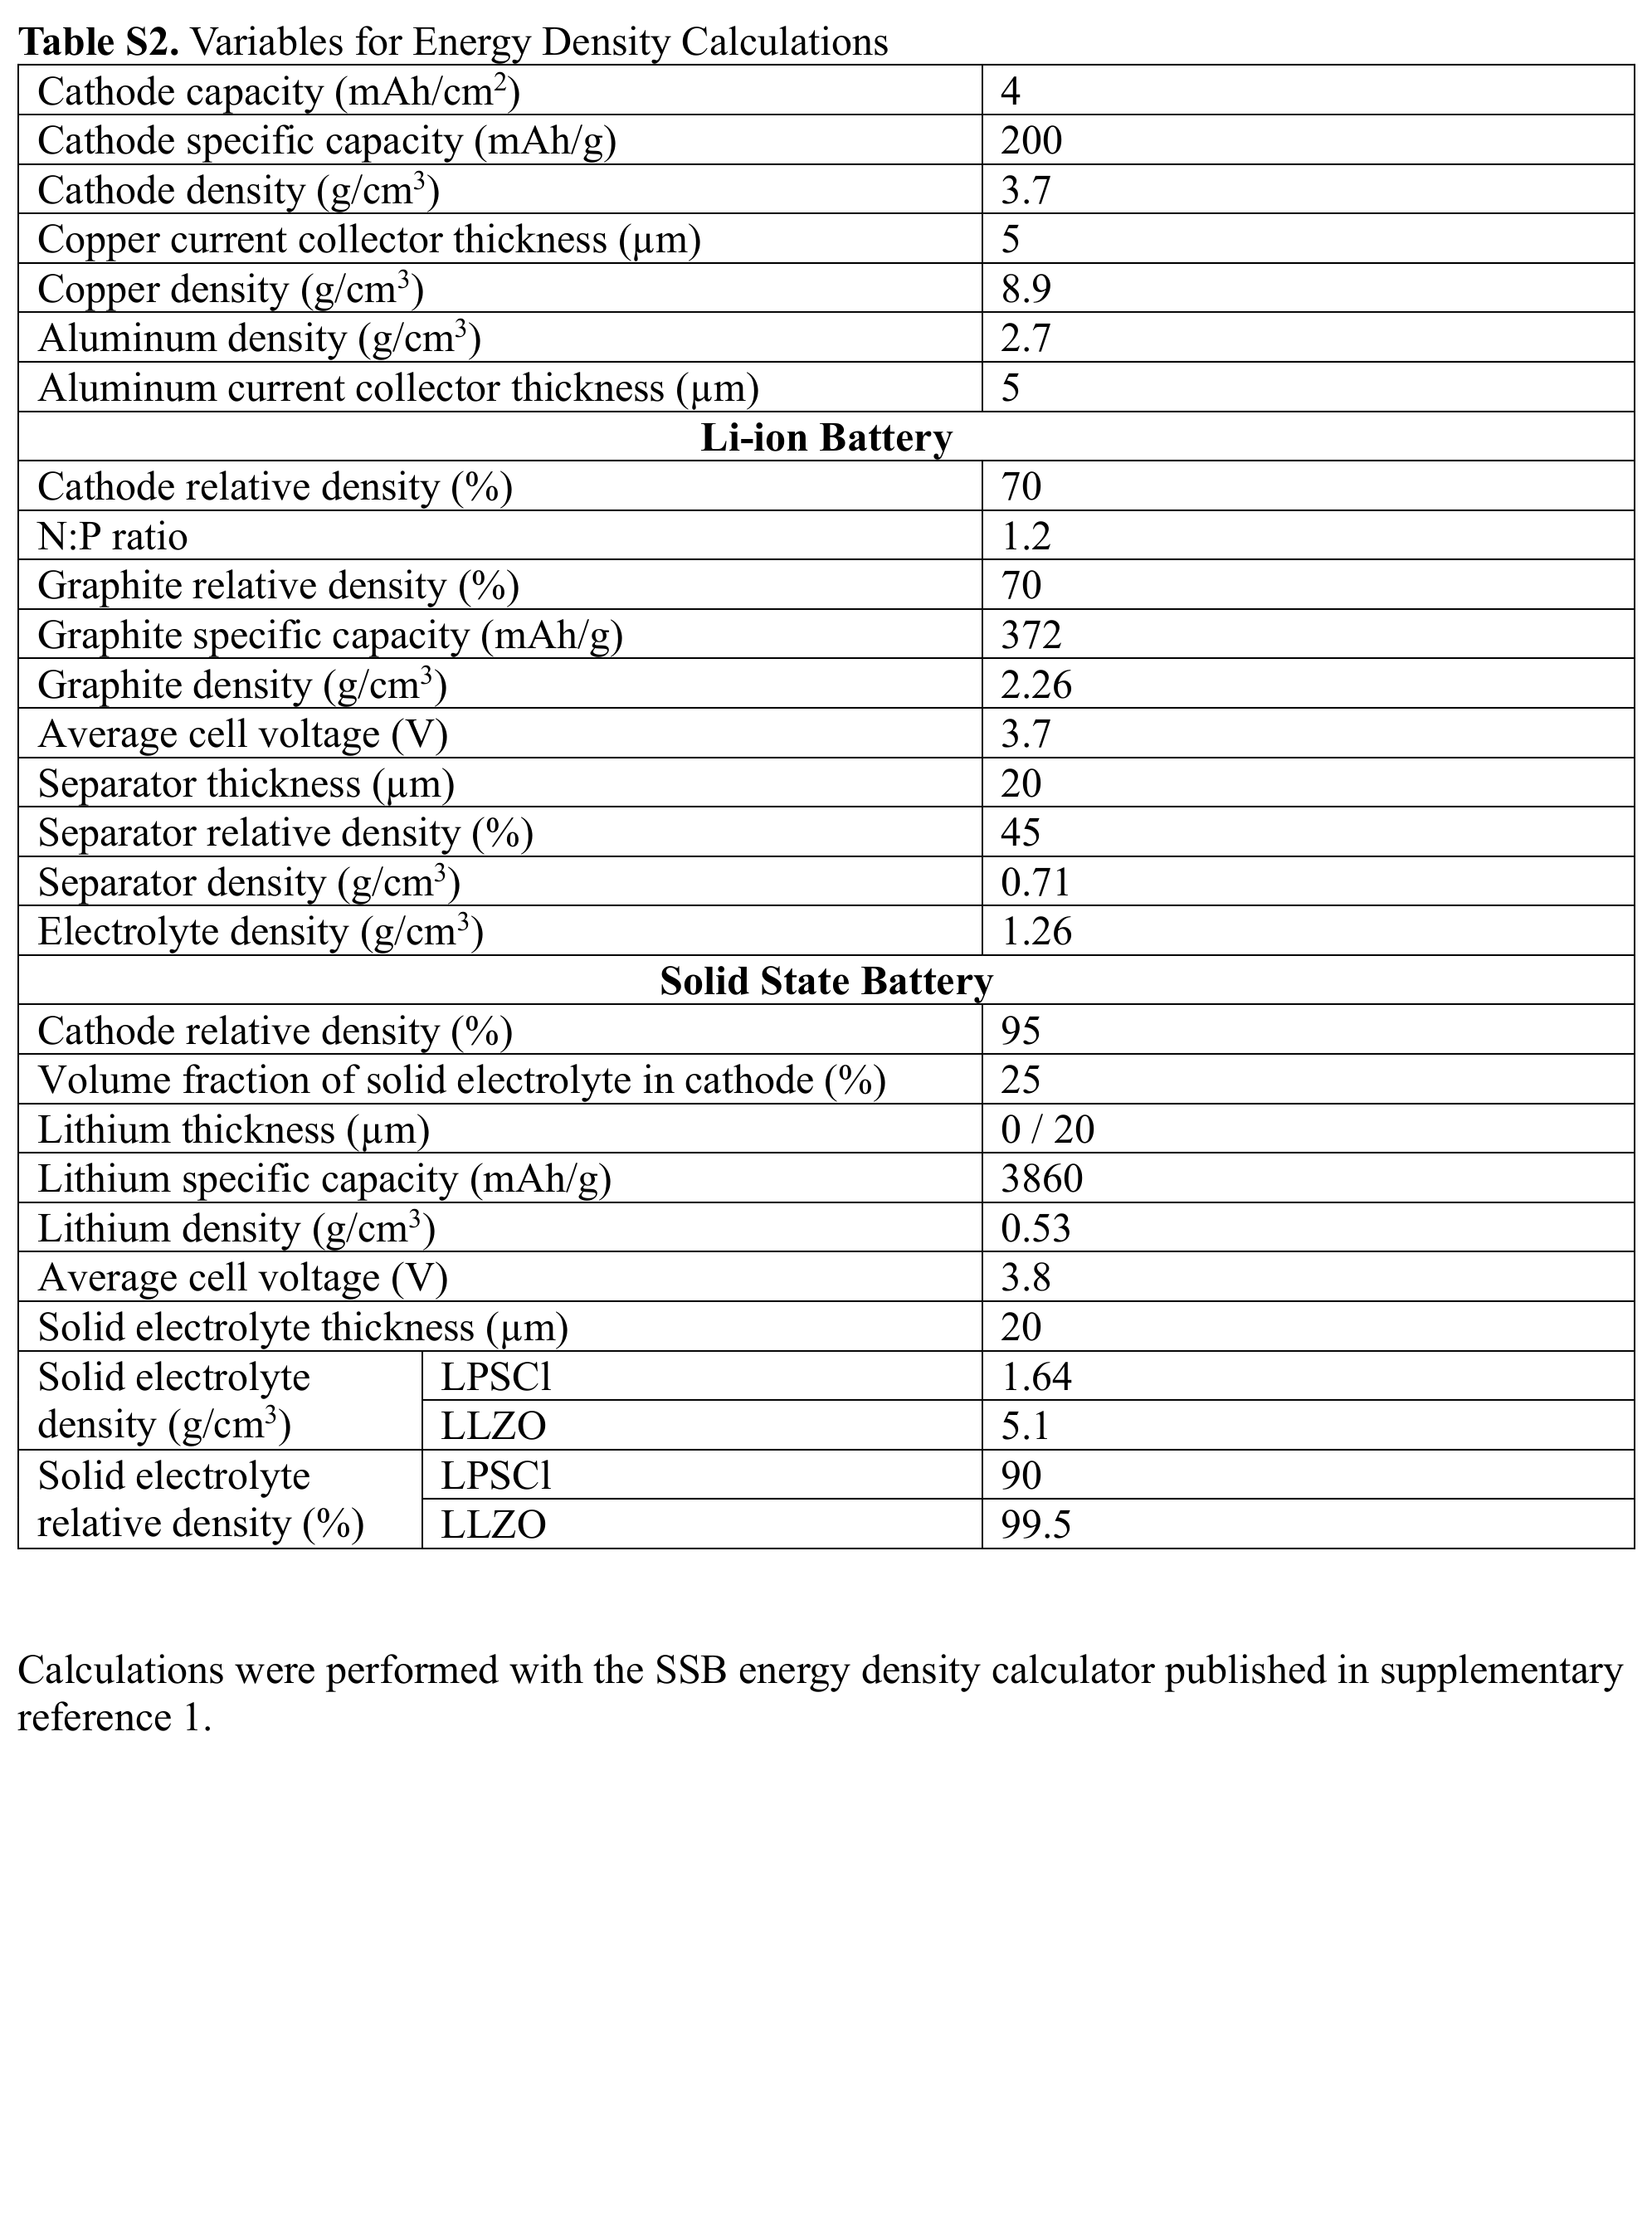 Table S2. Variables for Energy Density Calculations
Cathode capacity (mAh/cm²) 4
Cathode specific capacity (mAh/g) 200
Cathode density (g/cm³) 3.7
Copper current collector thickness (µm) 5
Copper density (g/cm³) 8.9
Aluminum density (g/cm³) 2.7
Aluminum current collector thickness (µm) 5
Li-ion Battery
Cathode relative density (%) 70
N:P ratio 1.2
Graphite relative density (%) 70
Graphite specific capacity (mAh/g) 372
Graphite density (g/cm³) 2.26
Average cell voltage (V) 3.7
Separator thickness (µm) 20
Separator relative density (%) 45
Separator density (g/cm³) 0.71
Electrolyte density (g/cm³) 1.26
Solid State Battery
Cathode relative density (%) 95
Volume fraction of solid electrolyte in cathode (%) 25
Lithium thickness (µm) 0 / 20
Lithium specific capacity (mAh/g) 3860
Lithium density (g/cm³) 0.53
Average cell voltage (V) 3.8
Solid electrolyte thickness (µm) 20
Solid electrolyte LPSCl 1.64
density (g/cm³) LLZO 5.1
Solid electrolyte LPSCl 90
relative density (%) LLZO 99.5
Calculations were performed with the SSB energy density calculator published in supplementary
reference 1.